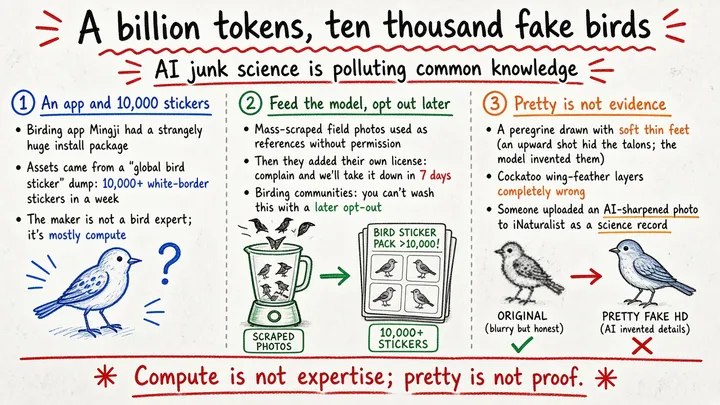 A billion tokens, ten thousand fake birds
AI junk science is polluting common knowledge
1 An app and 10,000 stickers
• Birding app Mingji had a strangely
huge install package
• Assets came from a "global bird
sticker" dump: 10,000+ white-border
stickers in a week
• The maker is not a bird expert;
it's mostly compute
?
2 Feed the model, opt out later
• Mass-scraped field photos used as
references without permission
• Then they added their own license:
complain and we'll take it down in 7 days
• Birding communities: you can't wash
this with a later opt-out
SCRAPED
PHOTOS
BIRD STICKER
PACK >10,000!
10,000+
STICKERS
3 Pretty is not evidence
• A peregrine drawn with soft thin feet
(an upward shot hid the talons; the
model invented them)
• Cockatoo wing-feather layers
completely wrong
• Someone uploaded an AI-sharpened photo
to iNaturalist as a science record
ORIGINAL
(blurry but honest)
PRETTY FAKE HD
(AI invented details)
Compute is not expertise; pretty is not proof.